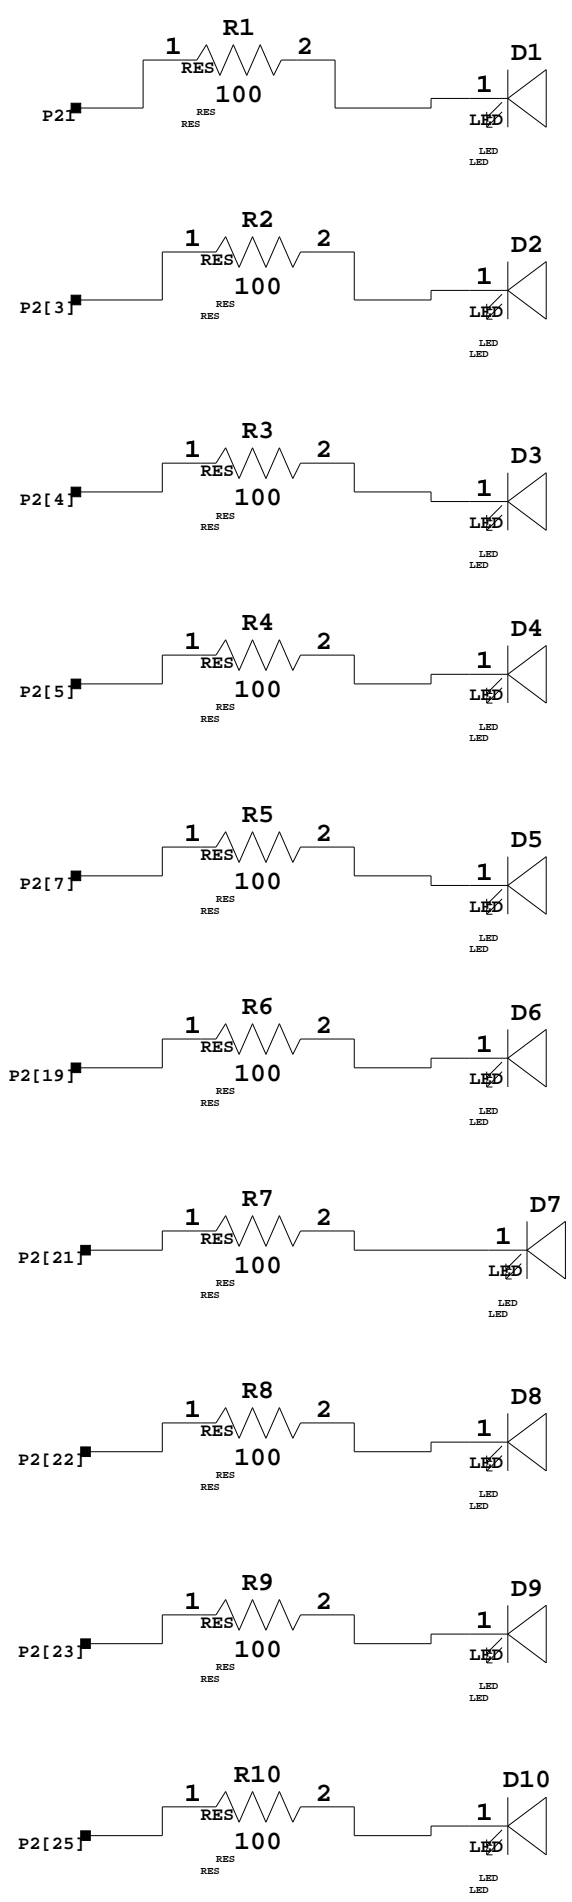 R1
1 2 D1
RES 1
100
P21 RES LED
RES
LED
LED
R2
1 2 D2
RES 1
100
P2[3] RES LED
RES
LED
LED
R3
1 2 D3
RES 1
100
P2[4] RES LED
RES
LED
LED
R4
1 2 D4
RES 1
100
P2[5] RES LED
RES
LED
LED
R5
1 2 D5
RES 1
100
P2[7] RES LED
RES
LED
LED
R6
1 2 D6
RES 1
100
P2[19] RES LED
RES
LED
LED
R7
1 2 D7
RES 1
100
P2[21] RES LED
RES
LED
LED
R8
1 2 D8
RES 1
100
P2[22] RES LED
RES
LED
LED
R9
1 2 D9
RES 1
100
P2[23] RES LED
RES
LED
LED
R10
1 2 D10
RES 1
100
P2[25] RES LED
RES
LED
LED